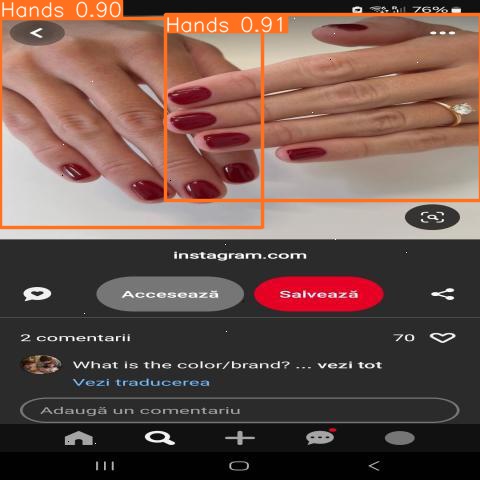 Hands 0.90
Hands 0.91
76%
instagram.com
Accesează
Salvează
2 comentarii
70
What is the color/brand? ... vezi tot
Vezi traducerea
Adaugă un comentariu